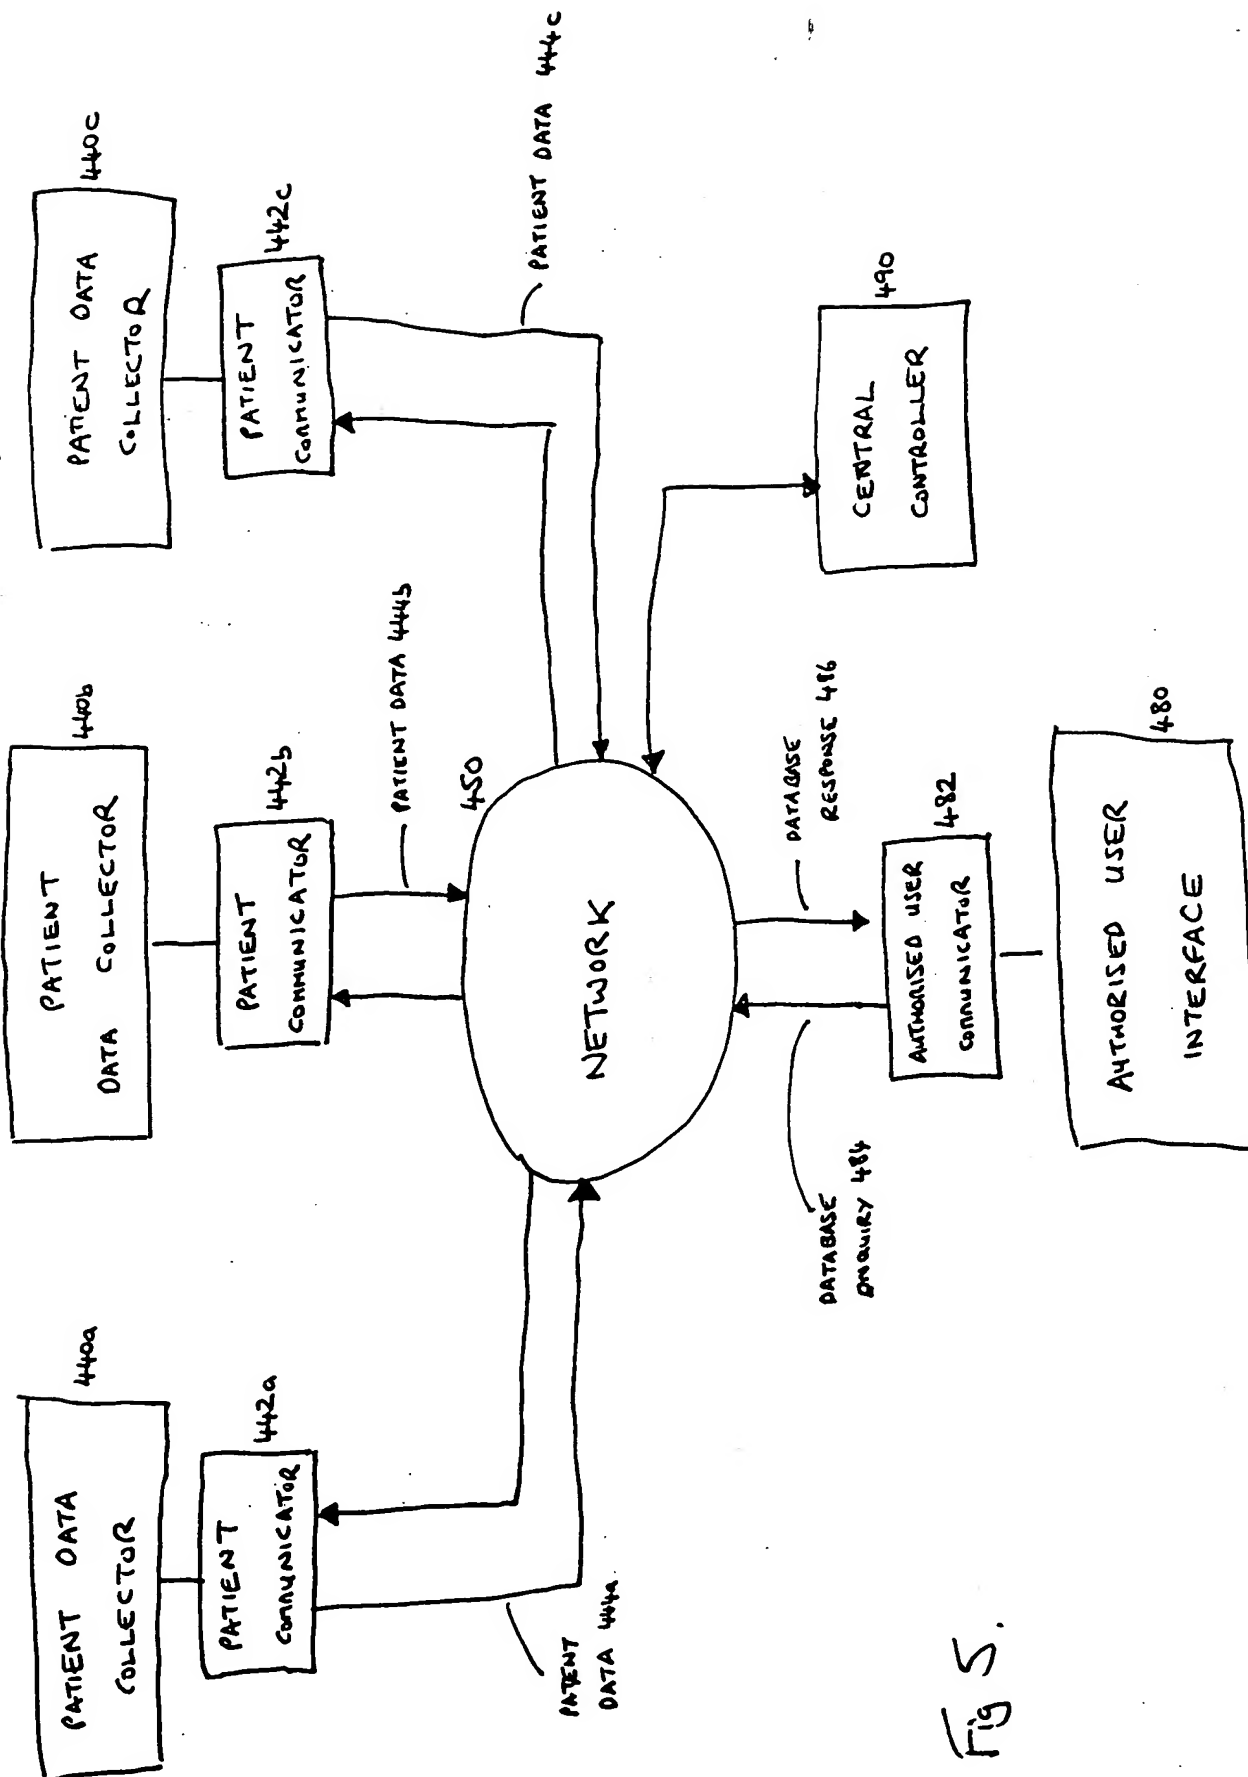 440a
PATIENT DATA
COLLECTOR
442a
PATIENT
COMMUNICATOR
PATIENT
DATA 444a
440b
PATIENT
DATA COLLECTOR
442b
PATIENT
COMMUNICATOR
PATIENT DATA 444b
440c
PATIENT DATA
COLLECTOR
442c
PATIENT
COMMUNICATOR
PATIENT DATA 444c
450
NETWORK
DATABASE
ENQUIRY 484
DATABASE
RESPONSE 486
482
AUTHORISED USER
COMMUNICATOR
480
AUTHORISED USER
INTERFACE
490
CENTRAL
CONTROLLER
Fig 5.